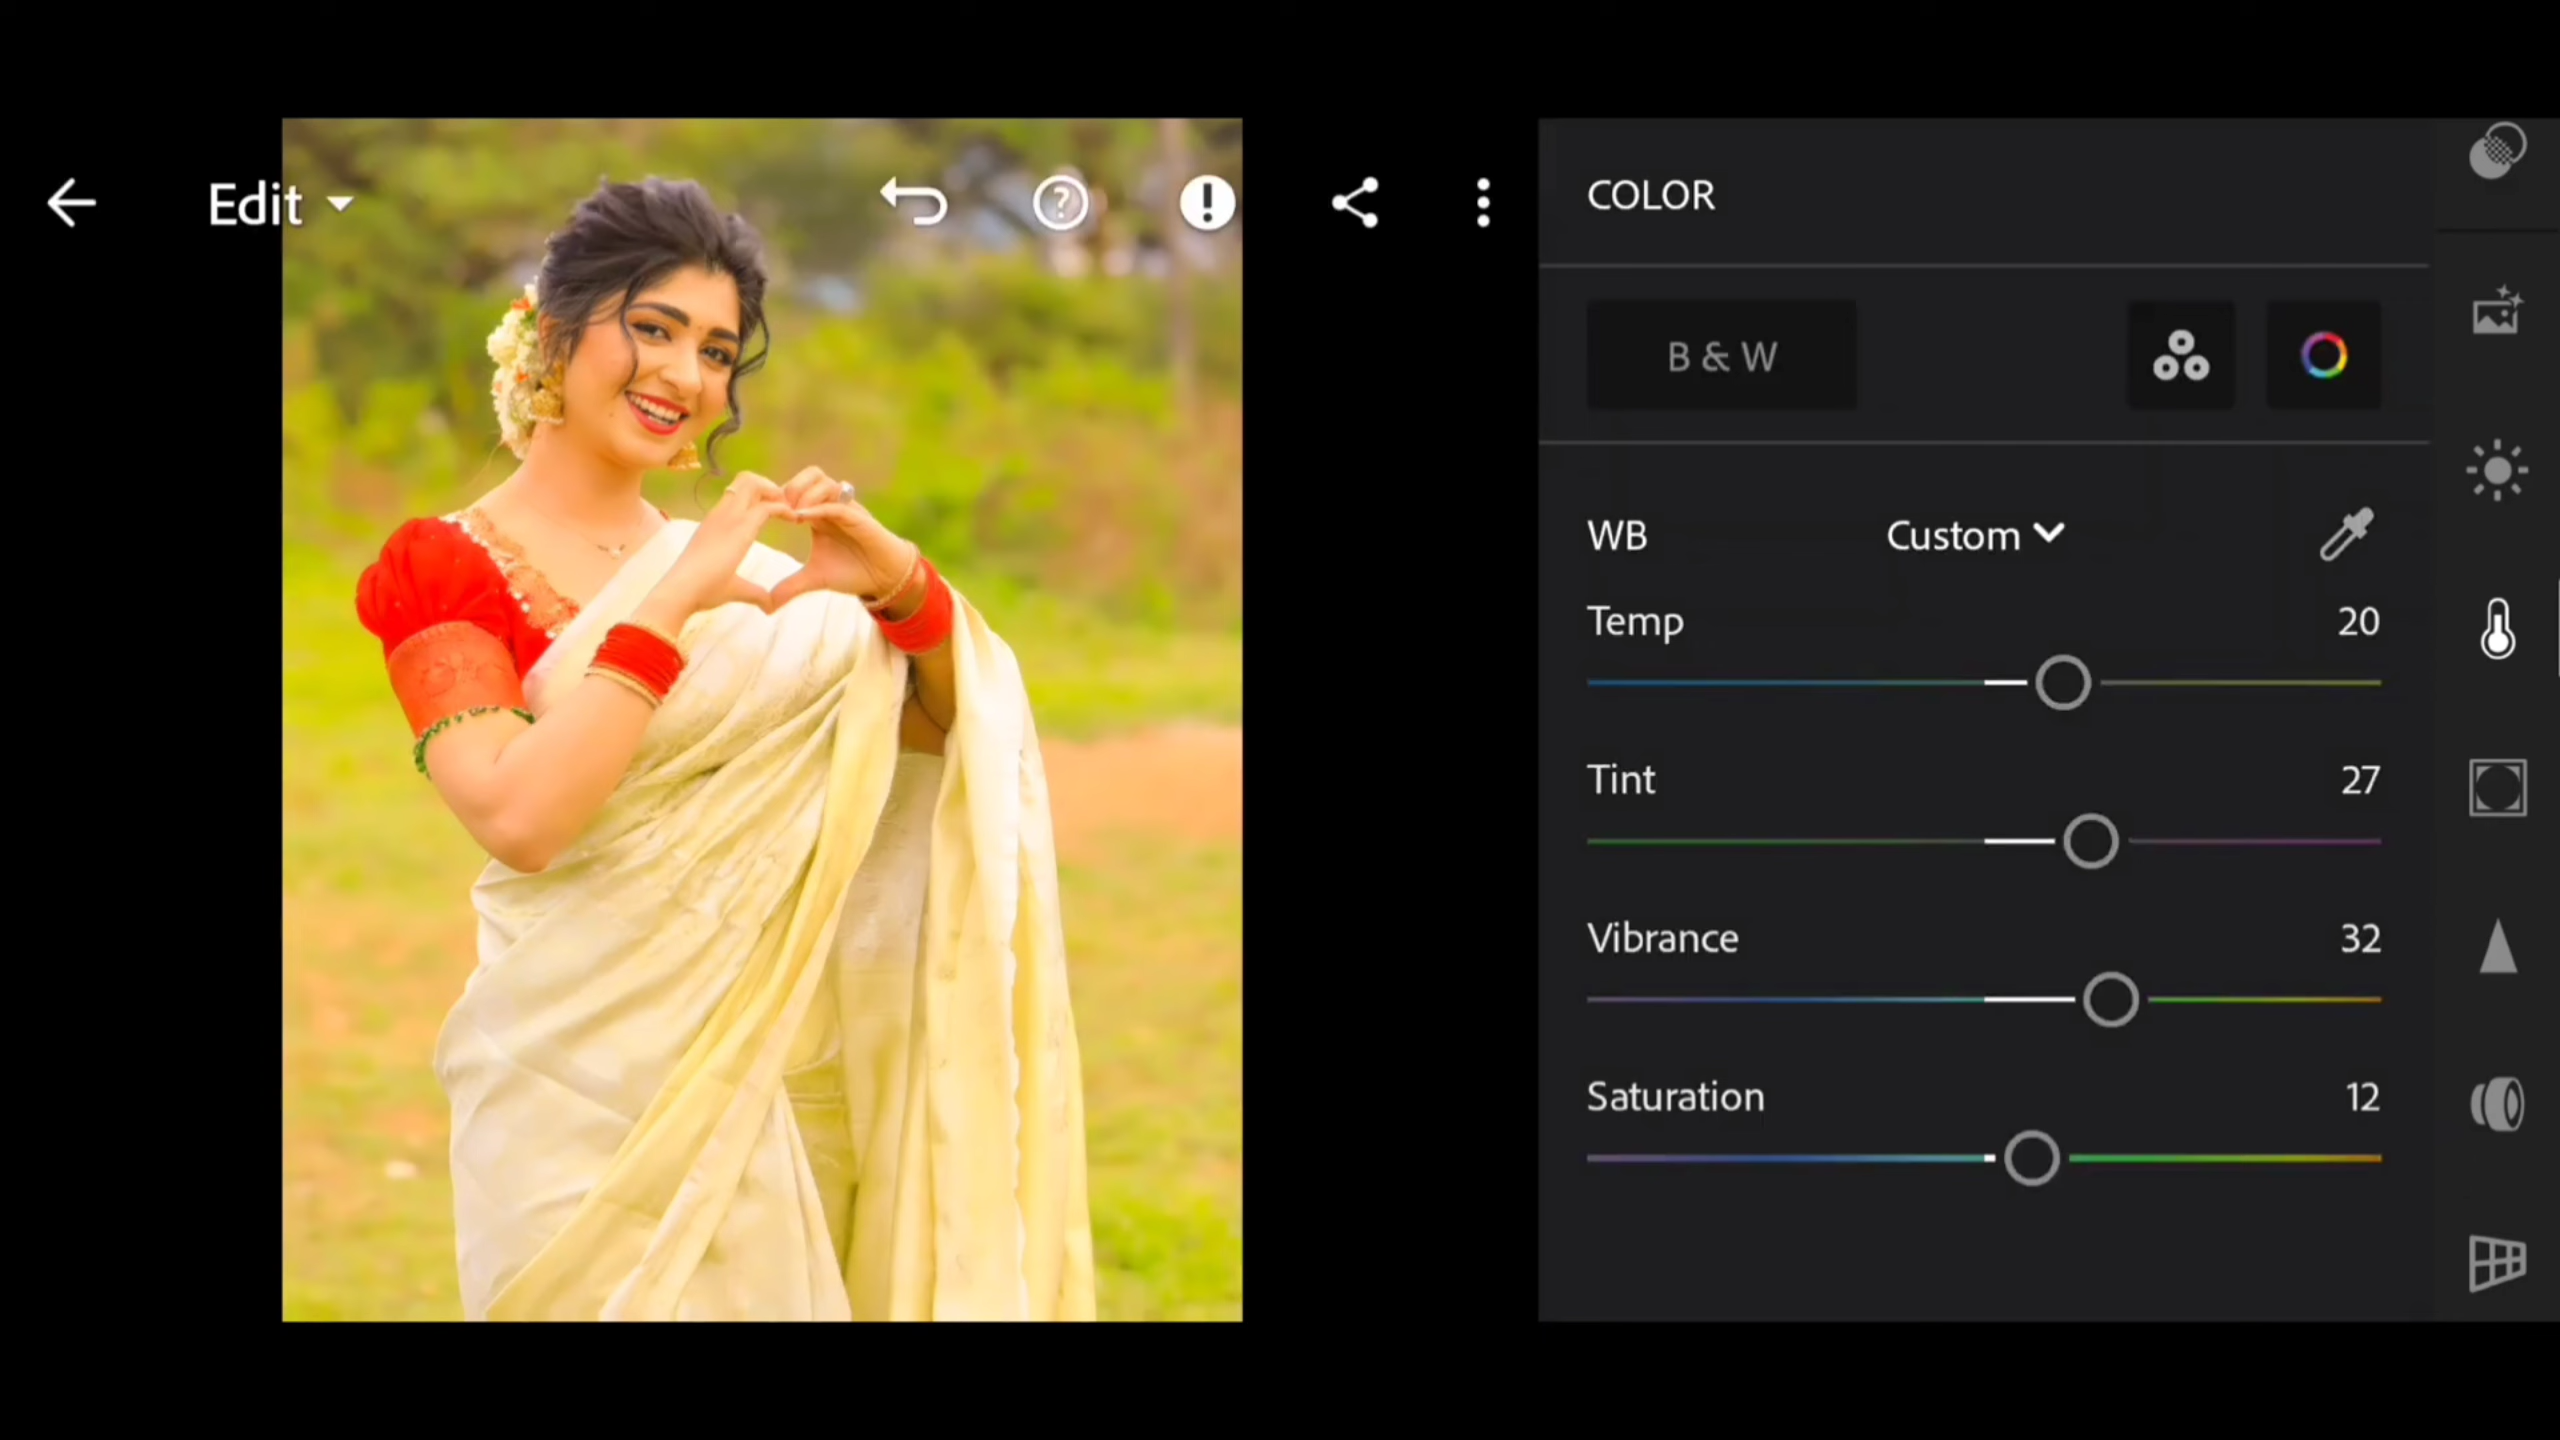 Edit
COLOR
B & W
WB Custom
Temp 20
Tint 27
Vibrance 32
Saturation 12